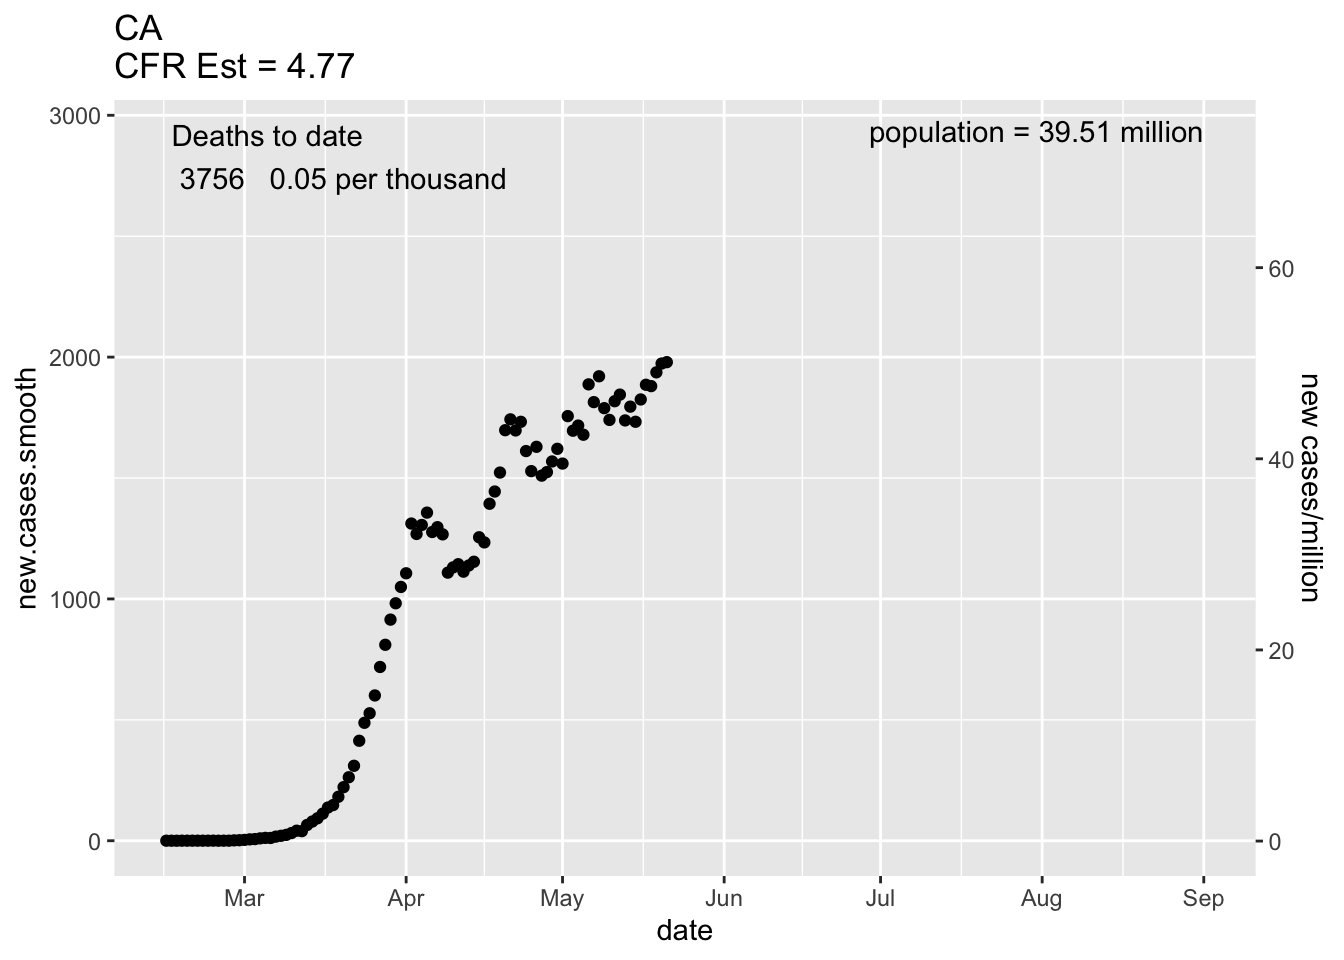 CA
CFR Est = 4.77
Deaths to date
3756 0.05 per thousand
population = 39.51 million
3000
2000
1000
0
new.cases.smooth
60
40
20
0
new cases/million
Mar Apr May Jun Jul Aug Sep
date